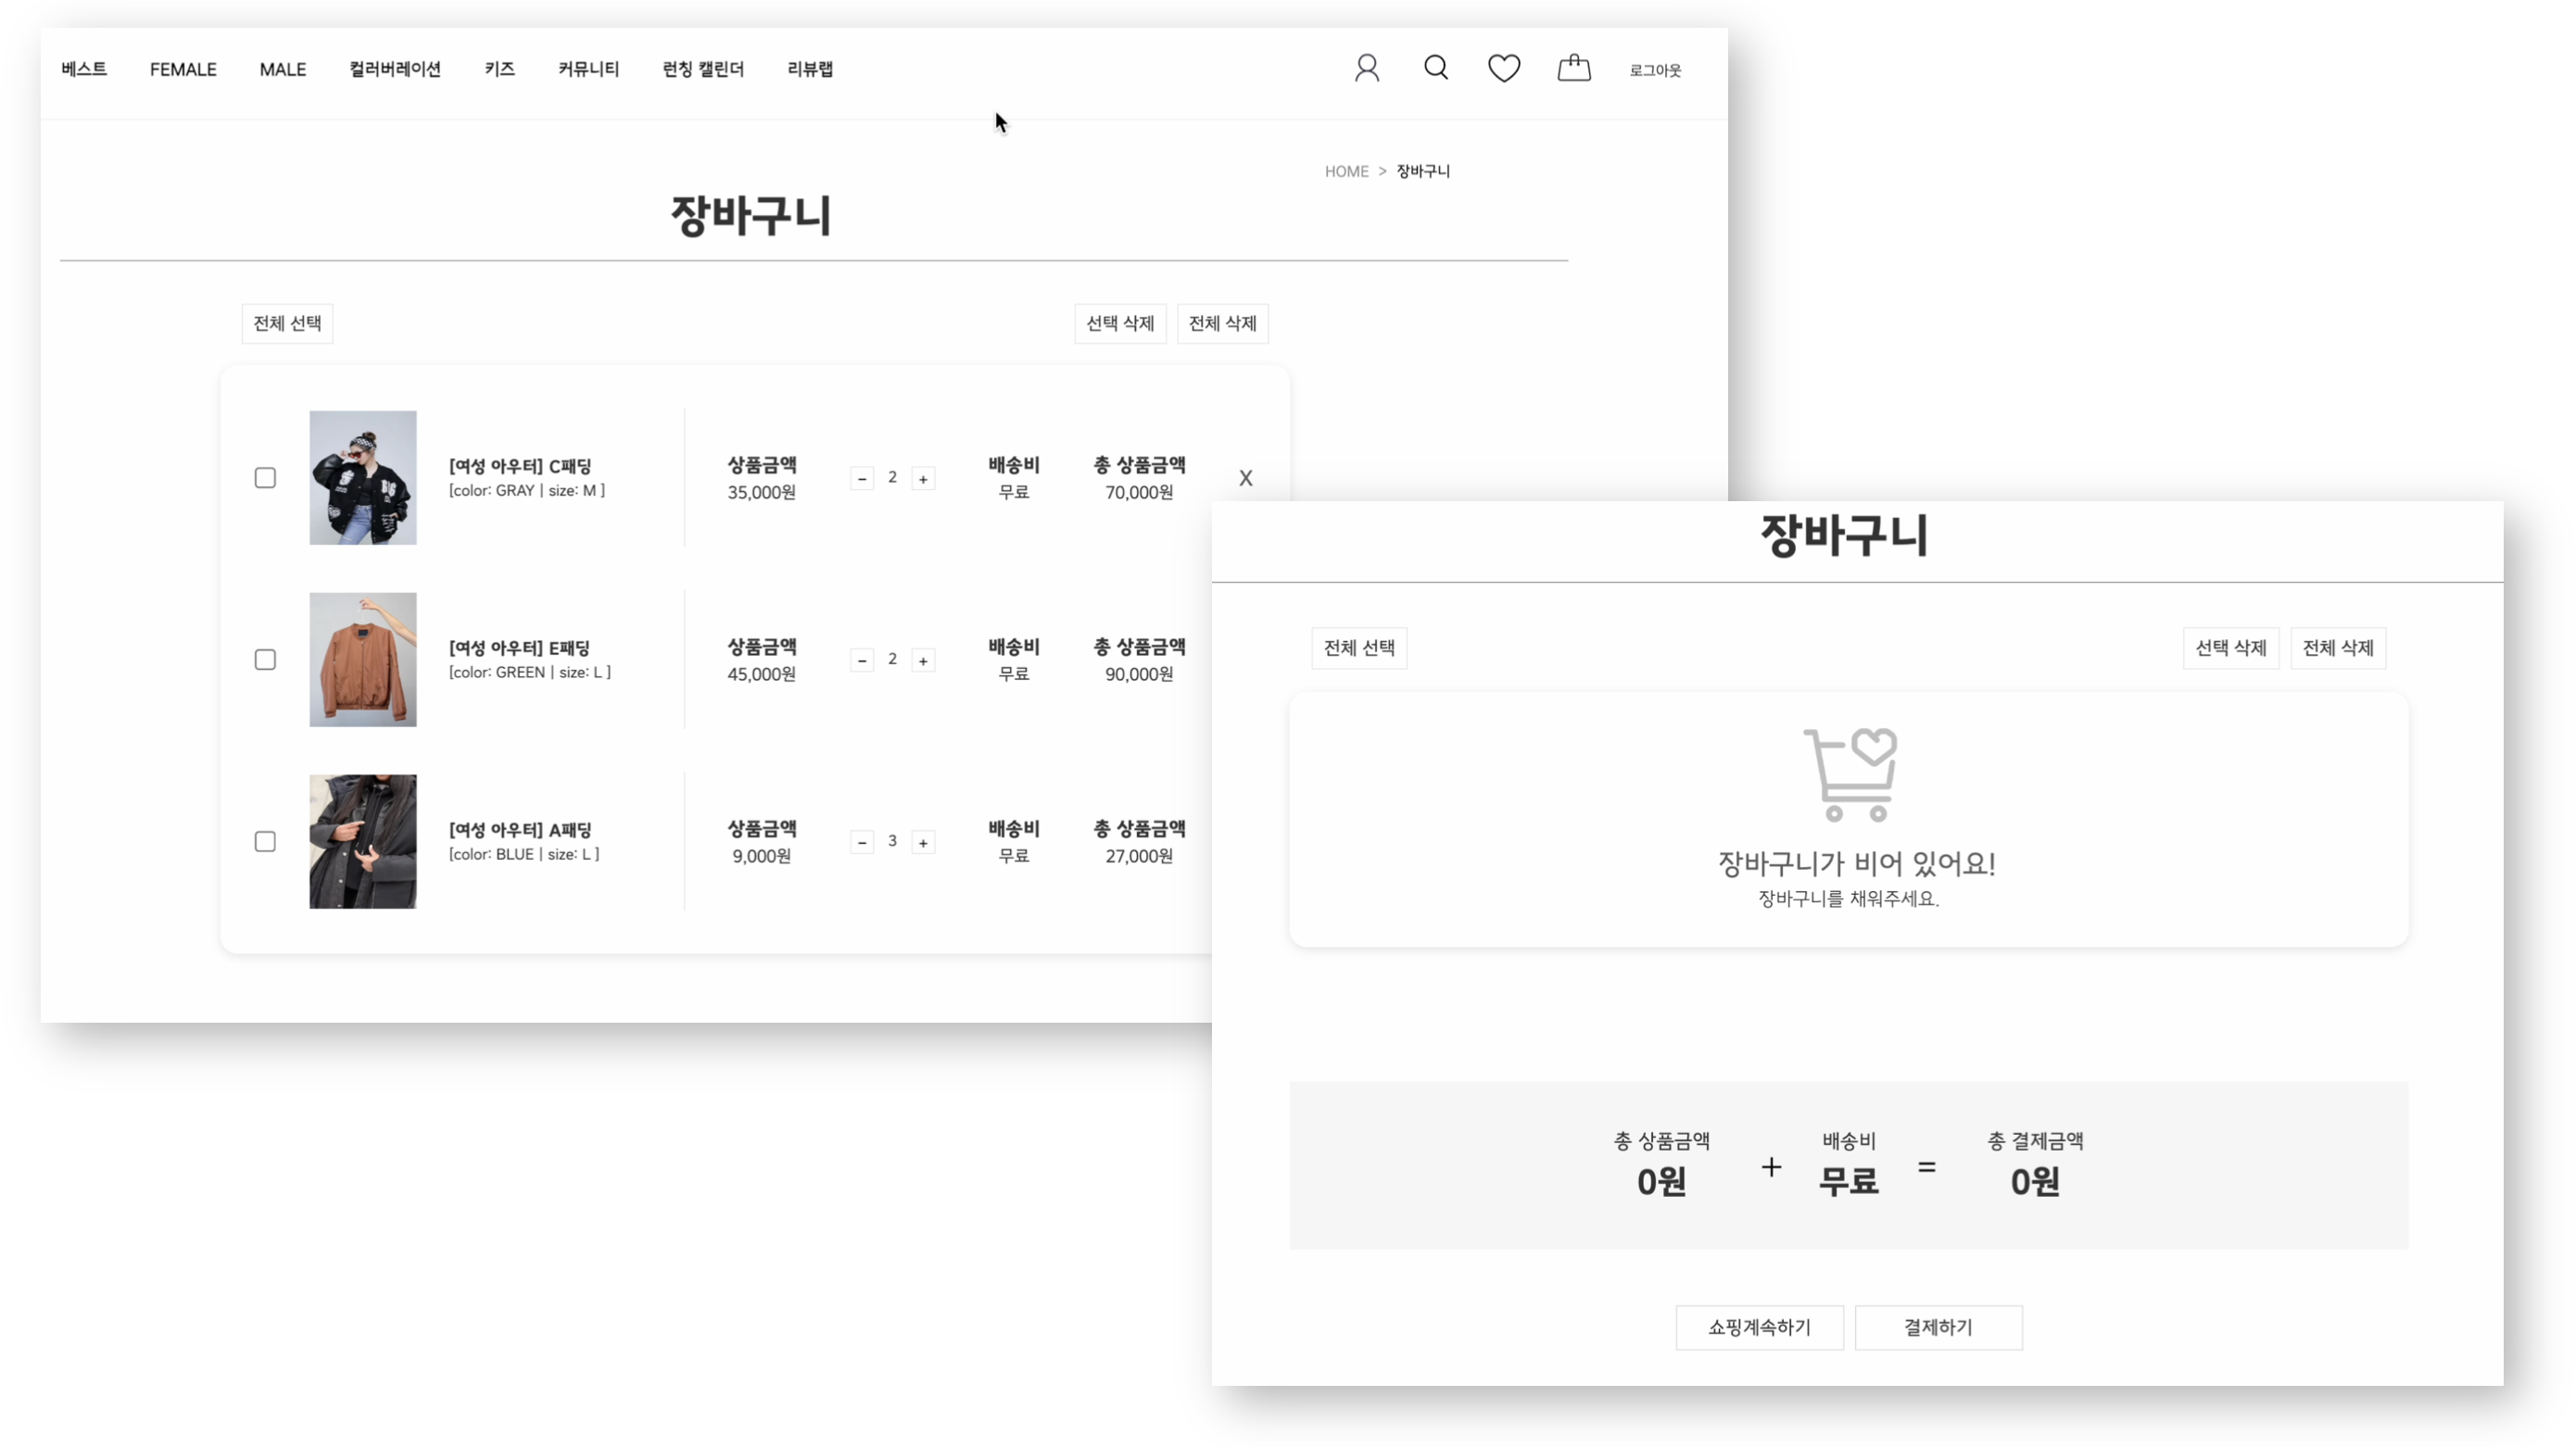 베스트 FEMALE MALE 컬러버레이션 키즈 커뮤니티 런칭 캘린더 리뷰랩 로그아웃
HOME > 장바구니
장바구니
전체 선택 선택 삭제 전체 삭제
[여성 아우터] C패딩
[color: GRAY | size: M ]
상품금액
35,000원
- 2 +
배송비
무료
총 상품금액
70,000원
X
[여성 아우터] E패딩
[color: GREEN | size: L ]
상품금액
45,000원
- 2 +
배송비
무료
총 상품금액
90,000원
[여성 아우터] A패딩
[color: BLUE | size: L ]
상품금액
9,000원
- 3 +
배송비
무료
총 상품금액
27,000원
장바구니
전체 선택 선택 삭제 전체 삭제
장바구니가 비어 있어요!
장바구니를 채워주세요.
총 상품금액
0원
+
배송비
무료
=
총 결제금액
0원
쇼핑계속하기 결제하기